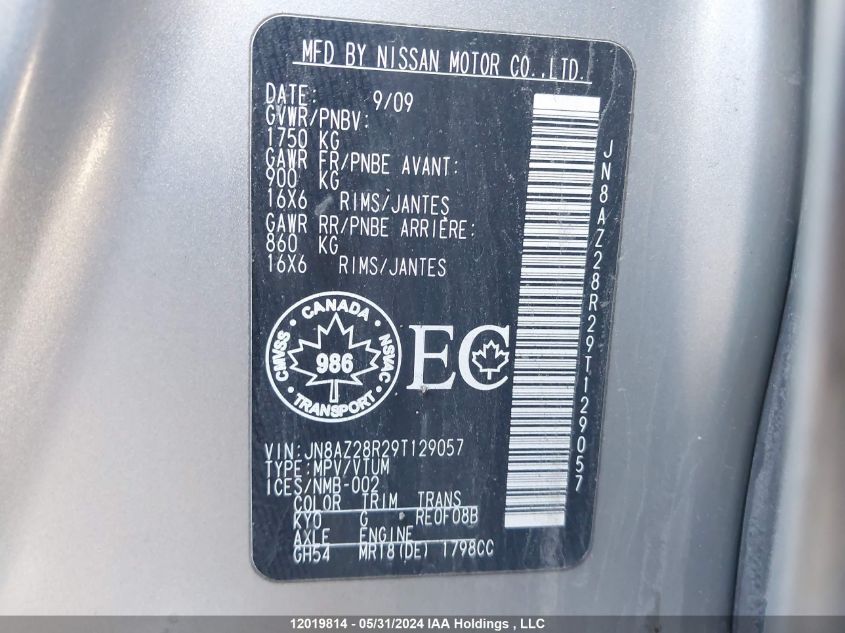 MFD BY NISSAN MOTOR CO.,LTD.
DATE: 9/09
GVWR/PNBV:
1750 KG
GAWR FR/PNBE AVANT:
900 KG
16X6 RIMS/JANTES
GAWR RR/PNBE ARRIÈRE:
860 KG
16X6 RIMS/JANTES
CANADA
CMVSS NSVAC
986
TRANSPORT
EC
VIN:JN8AZ28R29T129057
TYPE:MPV/VTUM
ICES/NMB-002
COLOR TRIM TRANS
KY0 G RE0F08B
AXLE ENGINE
GH54 MR18(DE) 1798CC
JN8AZ28R29T129057
12019814 - 05/31/2024 IAA Holdings , LLC